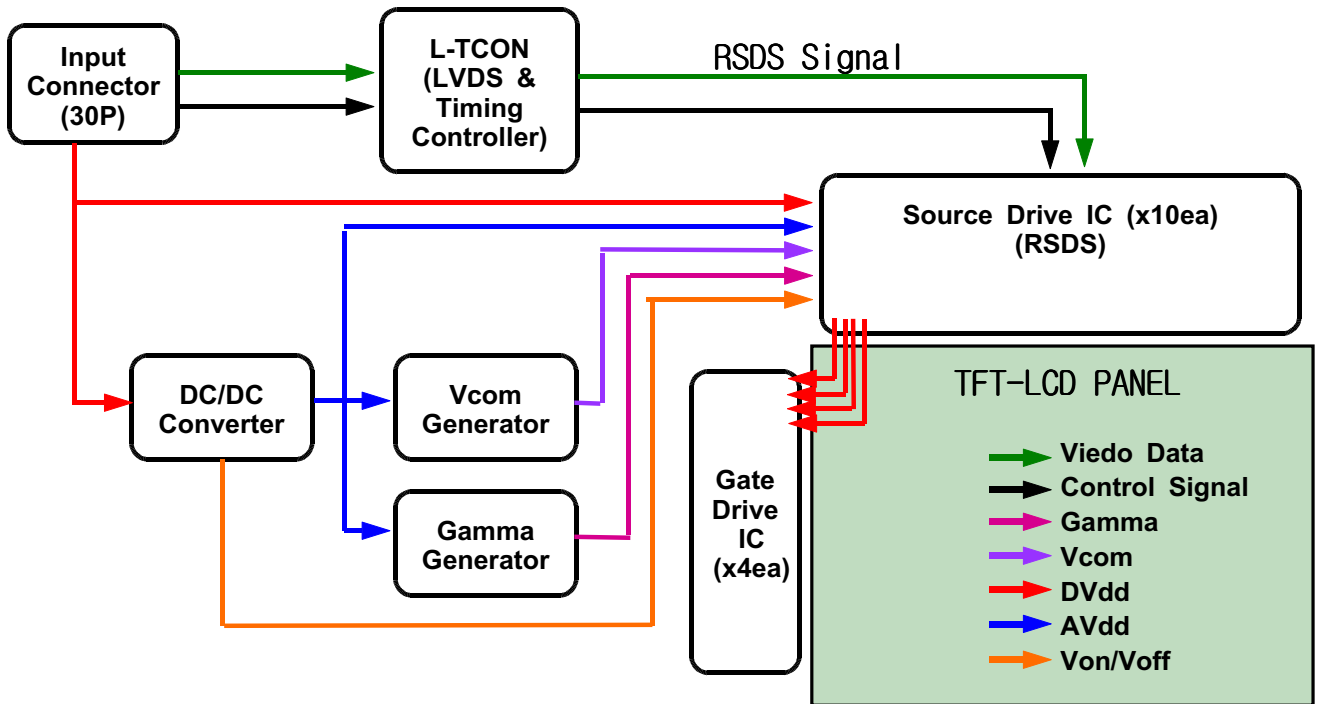 Input
Connector
(30P)
L-TCON
(LVDS &
Timing
Controller)
RSDS Signal
Source Drive IC (x10ea)
(RSDS)
DC/DC
Converter
Vcom
Generator
Gamma
Generator
Gate
Drive
IC
(x4ea)
TFT-LCD PANEL
Viedo Data
Control Signal
Gamma
Vcom
DVdd
AVdd
Von/Voff